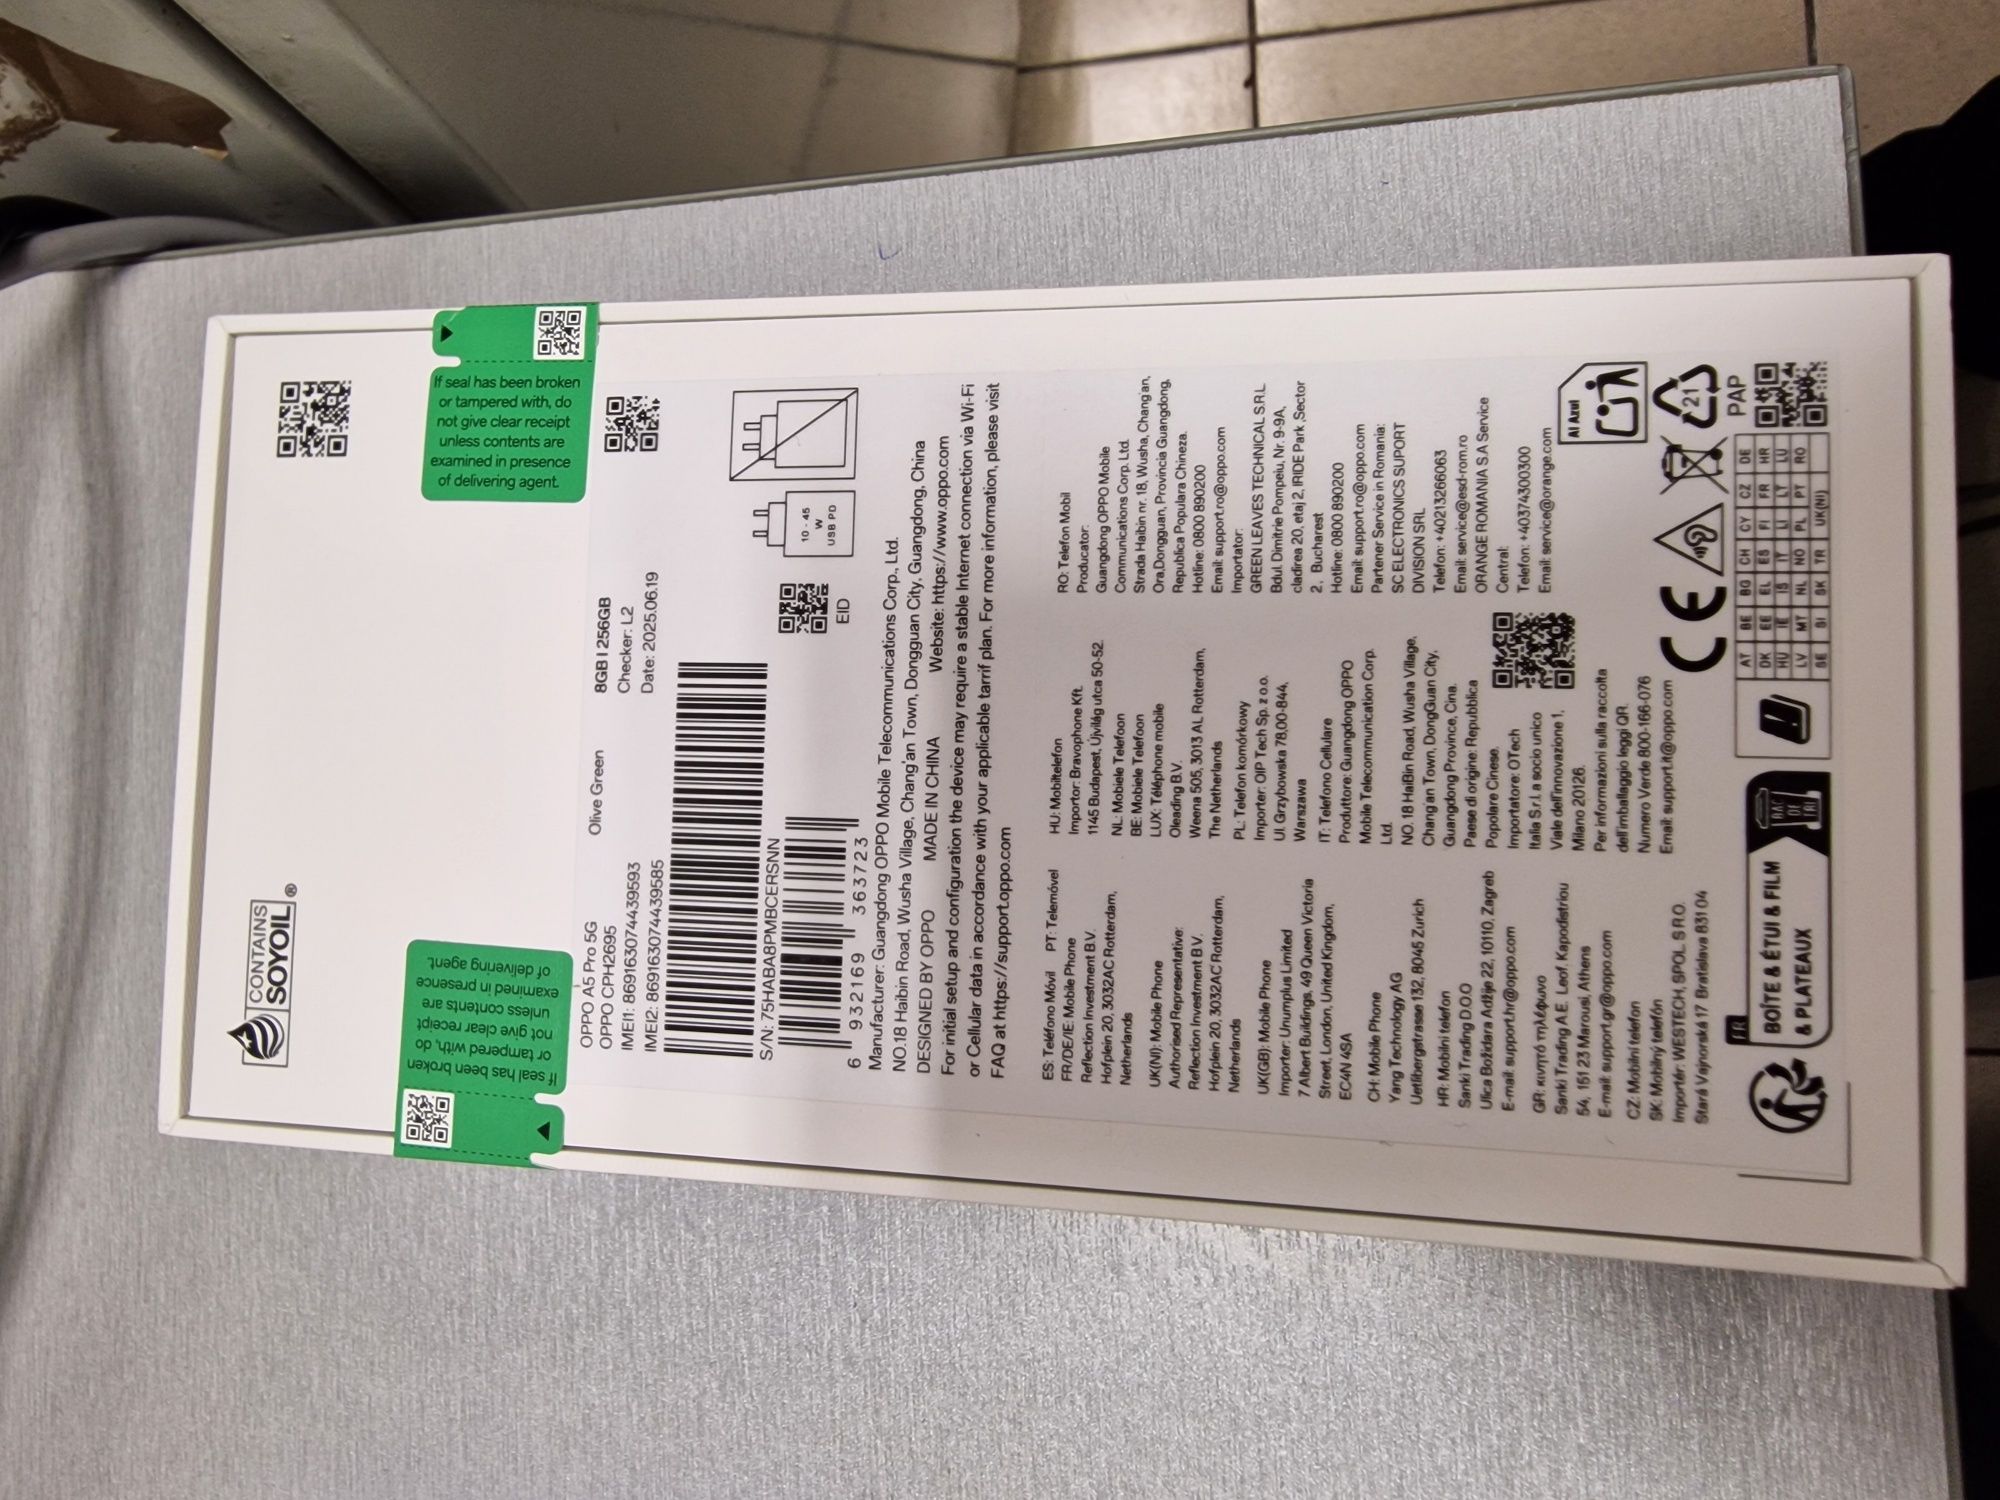 CONTAINS
SOYOIL®
If seal has been broken
or tampered with, do
not give clear receipt
unless contents are
examined in presence
of delivering agent.
If seal has been broken
or tampered with, do
not give clear receipt
unless contents are
examined in presence
of delivering agent.
OPPO A5 Pro 5G Olive Green 8GB | 256GB
OPPO CPH2695 Checker: L2
IMEI1: 869163074439593 Date: 2025.06.19
IMEI2: 869163074439585
S/N: 75HABA8PMBCERSNN
6 932169 363723
EID
10 - 45
W
USB PD
Manufacturer: Guangdong OPPO Mobile Telecommunications Corp., Ltd.
NO.18 Haibin Road, Wusha Village, Chang'an Town, Dongguan City, Guangdong, China
DESIGNED BY OPPO MADE IN CHINA Website: https://www.oppo.com
For initial setup and configuration the device may require a stable Internet connection via Wi-Fi
or Cellular data in accordance with your applicable tarrif plan. For more information, please visit
FAQ at https://support.oppo.com
ES: Teléfono Móvil PT: Telemóvel
FR/DE/IE: Mobile Phone
Reflection Investment B.V.
Hofplein 20, 3032AC Rotterdam,
Netherlands
UK(NI): Mobile Phone
Authorised Representative:
Reflection Investment B.V.
Hofplein 20, 3032AC Rotterdam,
Netherlands
UK(GB): Mobile Phone
Importer: Unumplus Limited
7 Albert Buildings, 49 Queen Victoria
Street, London, United Kingdom,
EC4N 4SA
CH: Mobile Phone
Yang Technology AG
Uetlibergstrasse 132, 8045 Zurich
HR: Mobilni telefon
Sanki Trading D.O.O
Ulica Božidara Adžije 22, 10110, Zagreb
E-mail: support.hr@oppo.com
GR: κινητό τηλέφωνο
Sanki Trading A.E. Leof. Kapodistriou
54, 151 23 Marousi, Athens
E-mail: support.gr@oppo.com
CZ: Mobilní telefon
SK: Mobilný telefón
Importér: WESTECH, SPOL. S R.O.
Stará Vajnorská 17 Bratislava 831 04
HU: Mobiltelefon
Importor: Bravophone Kft.
1145 Budapest, Újvilág utca 50-52.
NL: Mobiele Telefoon
BE: Mobiele Telefoon
LUX: Téléphone mobile
Oleading B.V.
Weena 505, 3013 AL Rotterdam,
The Netherlands
PL: Telefon komórkowy
Importer: OIP Tech Sp. z o.o.
Ul. Grzybowska 78,00-844,
Warszawa
IT: Telefono Cellulare
Produttore: Guangdong OPPO
Mobile Telecommunication Corp.
Ltd.
NO. 18 HaiBin Road, Wusha Village,
Chang'an Town, DongGuan City,
Guangdong Province, Cina.
Paese di origine: Repubblica
Popolare Cinese.
Importatore: OTech
Italia S.r.l. a socio unico
Viale dell'innovazione 1,
Milano 20126.
Per informazioni sulla raccolta
dell'imballaggio leggi QR.
Numero Verde 800-166-076
Email: support.it@oppo.com
RO: Telefon Mobil
Producator:
Guangdong OPPO Mobile
Communications Corp. Ltd.
Strada Haibin nr. 18, Wusha, Chang'an,
Ora,Dongguan, Provincia Guangdong,
Republica Populara Chineza.
Hotline: 0800 890200
Email: support.ro@oppo.com
Importator:
GREEN LEAVES TECHNICAL S.R.L
Bdul. Dimitrie Pompeiu, Nr. 9-9A,
cladirea 20, etaj 2, IRIDE Park ,Sector
2， Bucharest
Hotline: 0800 890200
Email: support.ro@oppo.com
Partener Service in Romania:
SC ELECTRONICS SUPORT
DIVISION SRL
Telefon: +40213266063
Email: service@esd-rom.ro
ORANGE ROMANIA S.A Service
Central:
Telefon: +40374300300
Email: service@orange.com
Al Azul
CE
21
PAP
FR
BOÎTE & ÉTUI & FILM
& PLATEAUX
BAC
DE
TRI
AT BE BG CH CY CZ DE
DK EE EL ES FI FR HR
HU IE IS IT LI LT LU
LV MT NL NO PL PT RO
SE SI SK TR UK(NI)